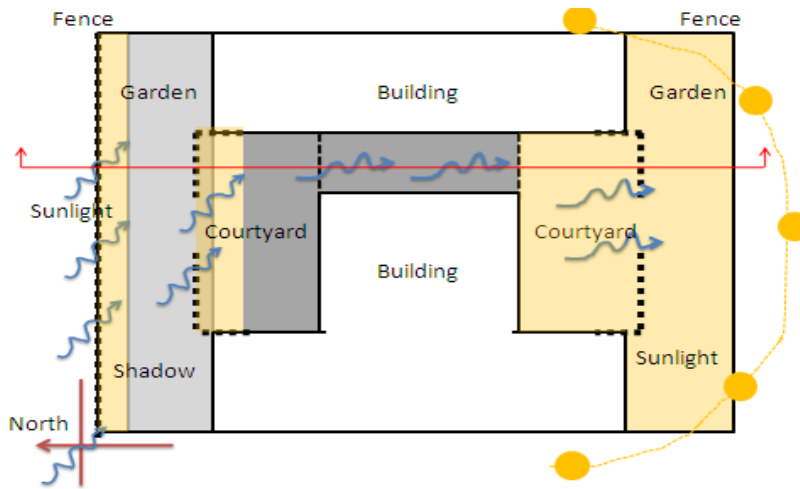 Fence
Fence
Garden
Building
Garden
Sunlight
Courtyard
Courtyard
Building
Shadow
Sunlight
North